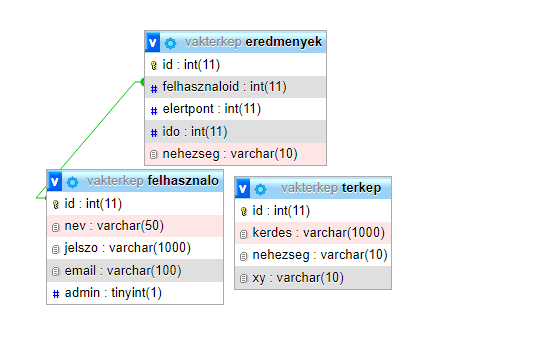 v vakterkep eredmenyek
id : int(11)
# felhasznaloid : int(11)
# elertpont : int(11)
# ido : int(11)
nehezseg : varchar(10)
v vakterkep felhasznalo
id : int(11)
nev : varchar(50)
jelszo : varchar(1000)
email : varchar(100)
# admin : tinyint(1)
v vakterkep terkep
id : int(11)
kerdes : varchar(1000)
nehezseg : varchar(10)
xy : varchar(10)